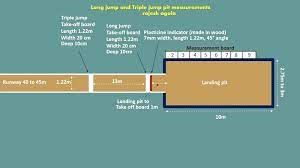 Long jump and Triple jump pit measurements
rajesh agola
Triple jump
Take-off board
Length 1.22m
Width 20 cm
Deep 10cm
Long jump
Take-off board
Length 1.22m
Width 20 cm
Deep 10cm
Plasticine indicator (made in wood)
7mm width, length 1.22m, 45° angle
Measurement board
2 3 4 5 6 7 8 9
Runway 40 to 45m
1.22m
13m
Landing pit
2.75m to 3m
Landing pit to
Take off board 1m
10m